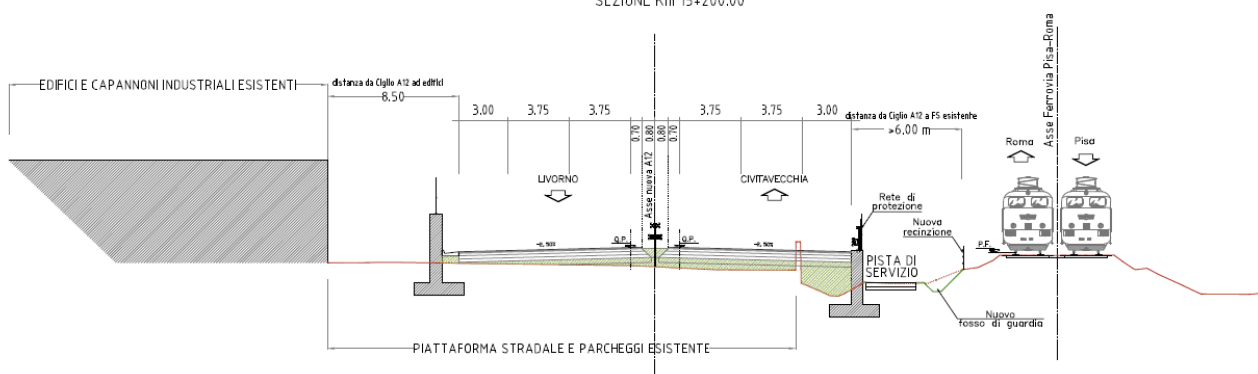 SEZIONE Km 15+200.00
EDIFICI E CAPANNONI INDUSTRIALI ESISTENTI
distanza da Ciglio A12 ad edifici
8.50
3.00
3.75
3.75
0.70
0.80
0.80
0.70
3.75
3.75
3.00
distanza da Ciglio A12 a FS esistente
>6.00 m
Asse Ferrovia Pisa-Roma
Roma
Pisa
Asse nuova A12
LIVORNO
CIVITAVECCHIA
Rete di
protezione
Nuova
recinzione
-2.50%
Q.P.
Q.P.
-2.50%
P.F.
PISTA DI
SERVIZIO
Nuovo
fosso di guardia
PIATTAFORMA STRADALE E PARCHEGGI ESISTENTE